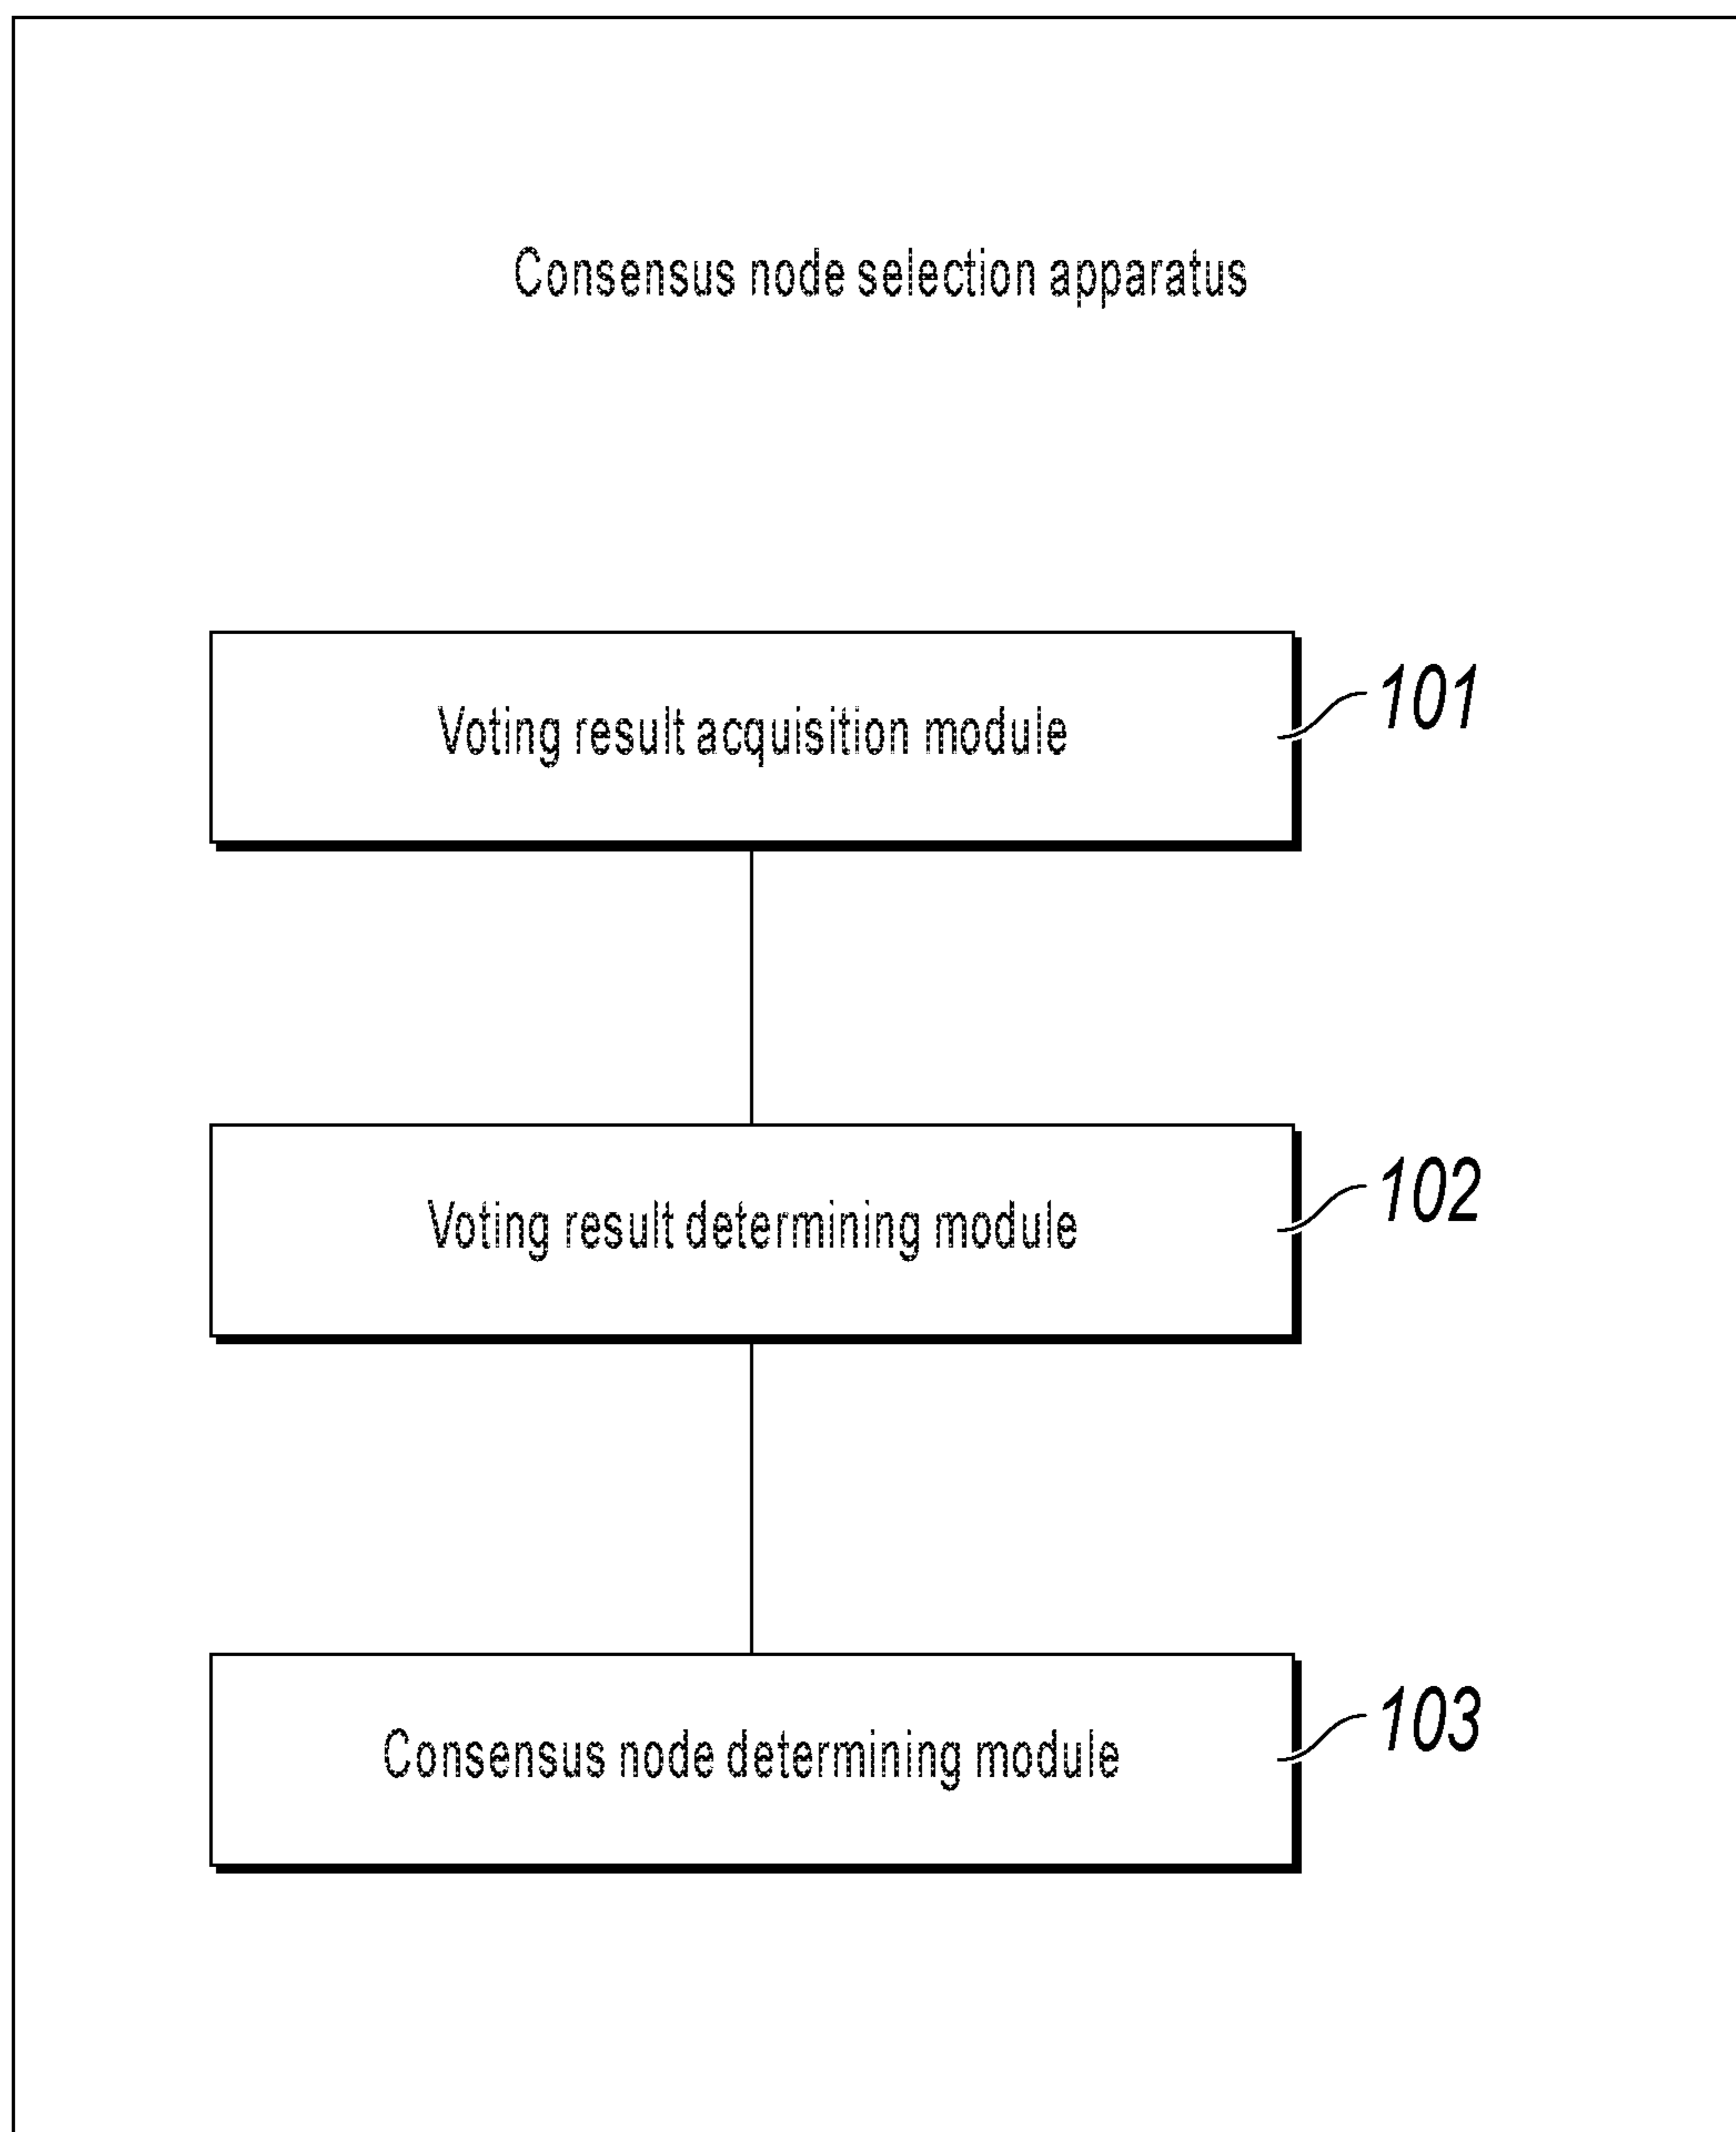 Consensus node selection apparatus
Voting result acquisition module
101
Voting result determining module
102
Consensus node determining module
103